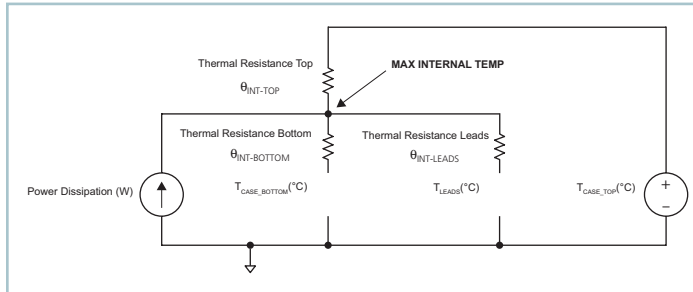 Thermal Resistance Top
MAX INTERNAL TEMP
θINT-TOP
Thermal Resistance Bottom
Thermal Resistance Leads
θINT-BOTTOM
θINT-LEADS
Power Dissipation (W)
TCASE_BOTTOM(°C)
TLEADS(°C)
TCASE_TOP(°C)
+
–